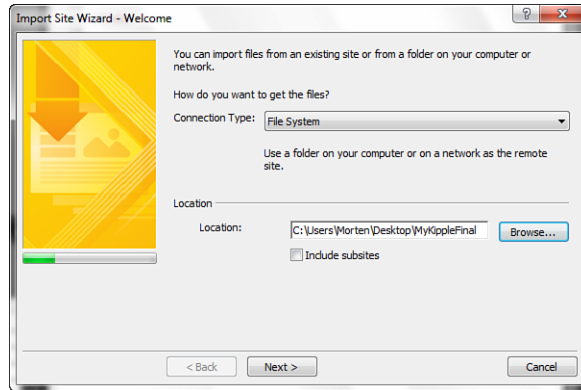 Import Site Wizard - Welcome
You can import files from an existing site or from a folder on your computer or
network.
How do you want to get the files?
Connection Type: File System
Use a folder on your computer or on a network as the remote
site.
Location
Location: C:\Users\Morten\Desktop\MyKippleFinal Browse...
Include subsites
< Back Next > Cancel